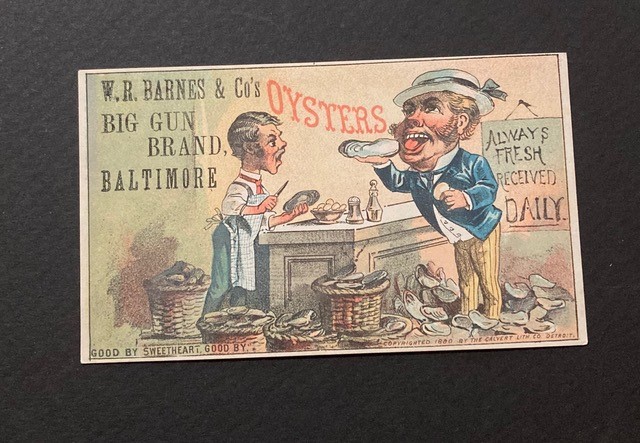 W. R. BARNES & Co's
BIG GUN
BRAND,
BALTIMORE
OYSTERS.
ALWAYS
FRESH
RECEIVED
DAILY.
GOOD BY SWEETHEART, GOOD BY.
COPYRIGHTED 1880 BY THE CALVERT LITH. CO. DETROIT.